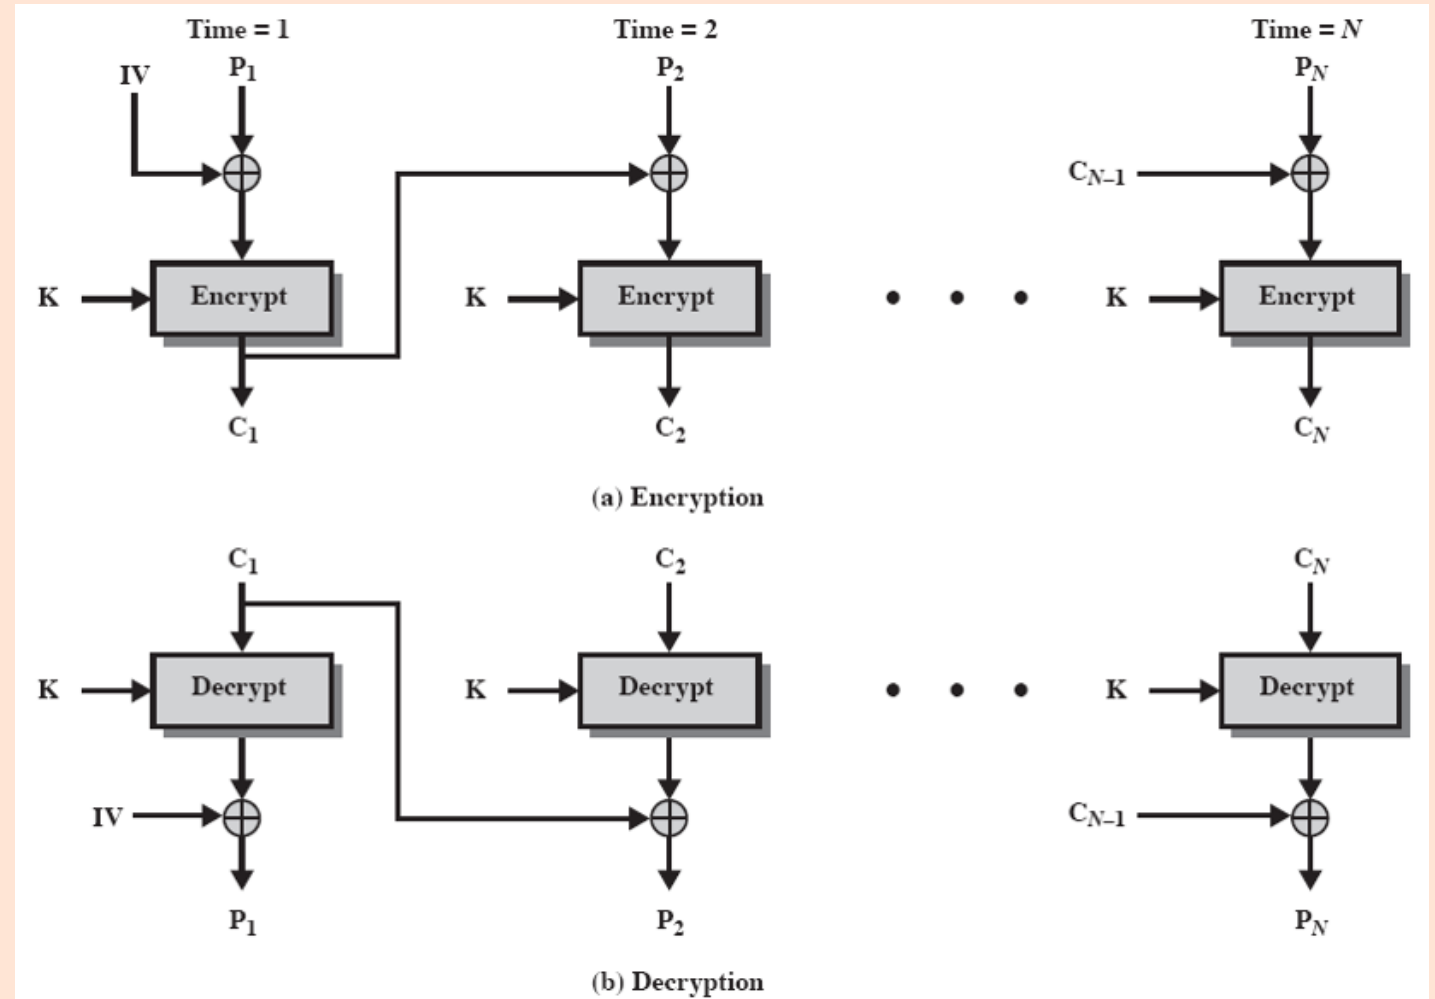 Time = 1 Time = 2 Time = N
IV P1 P2 PN
CN–1
K Encrypt K Encrypt K Encrypt
C1 C2 CN
(a) Encryption
C1 C2 CN
K Decrypt K Decrypt K Decrypt
IV CN–1
P1 P2 PN
(b) Decryption